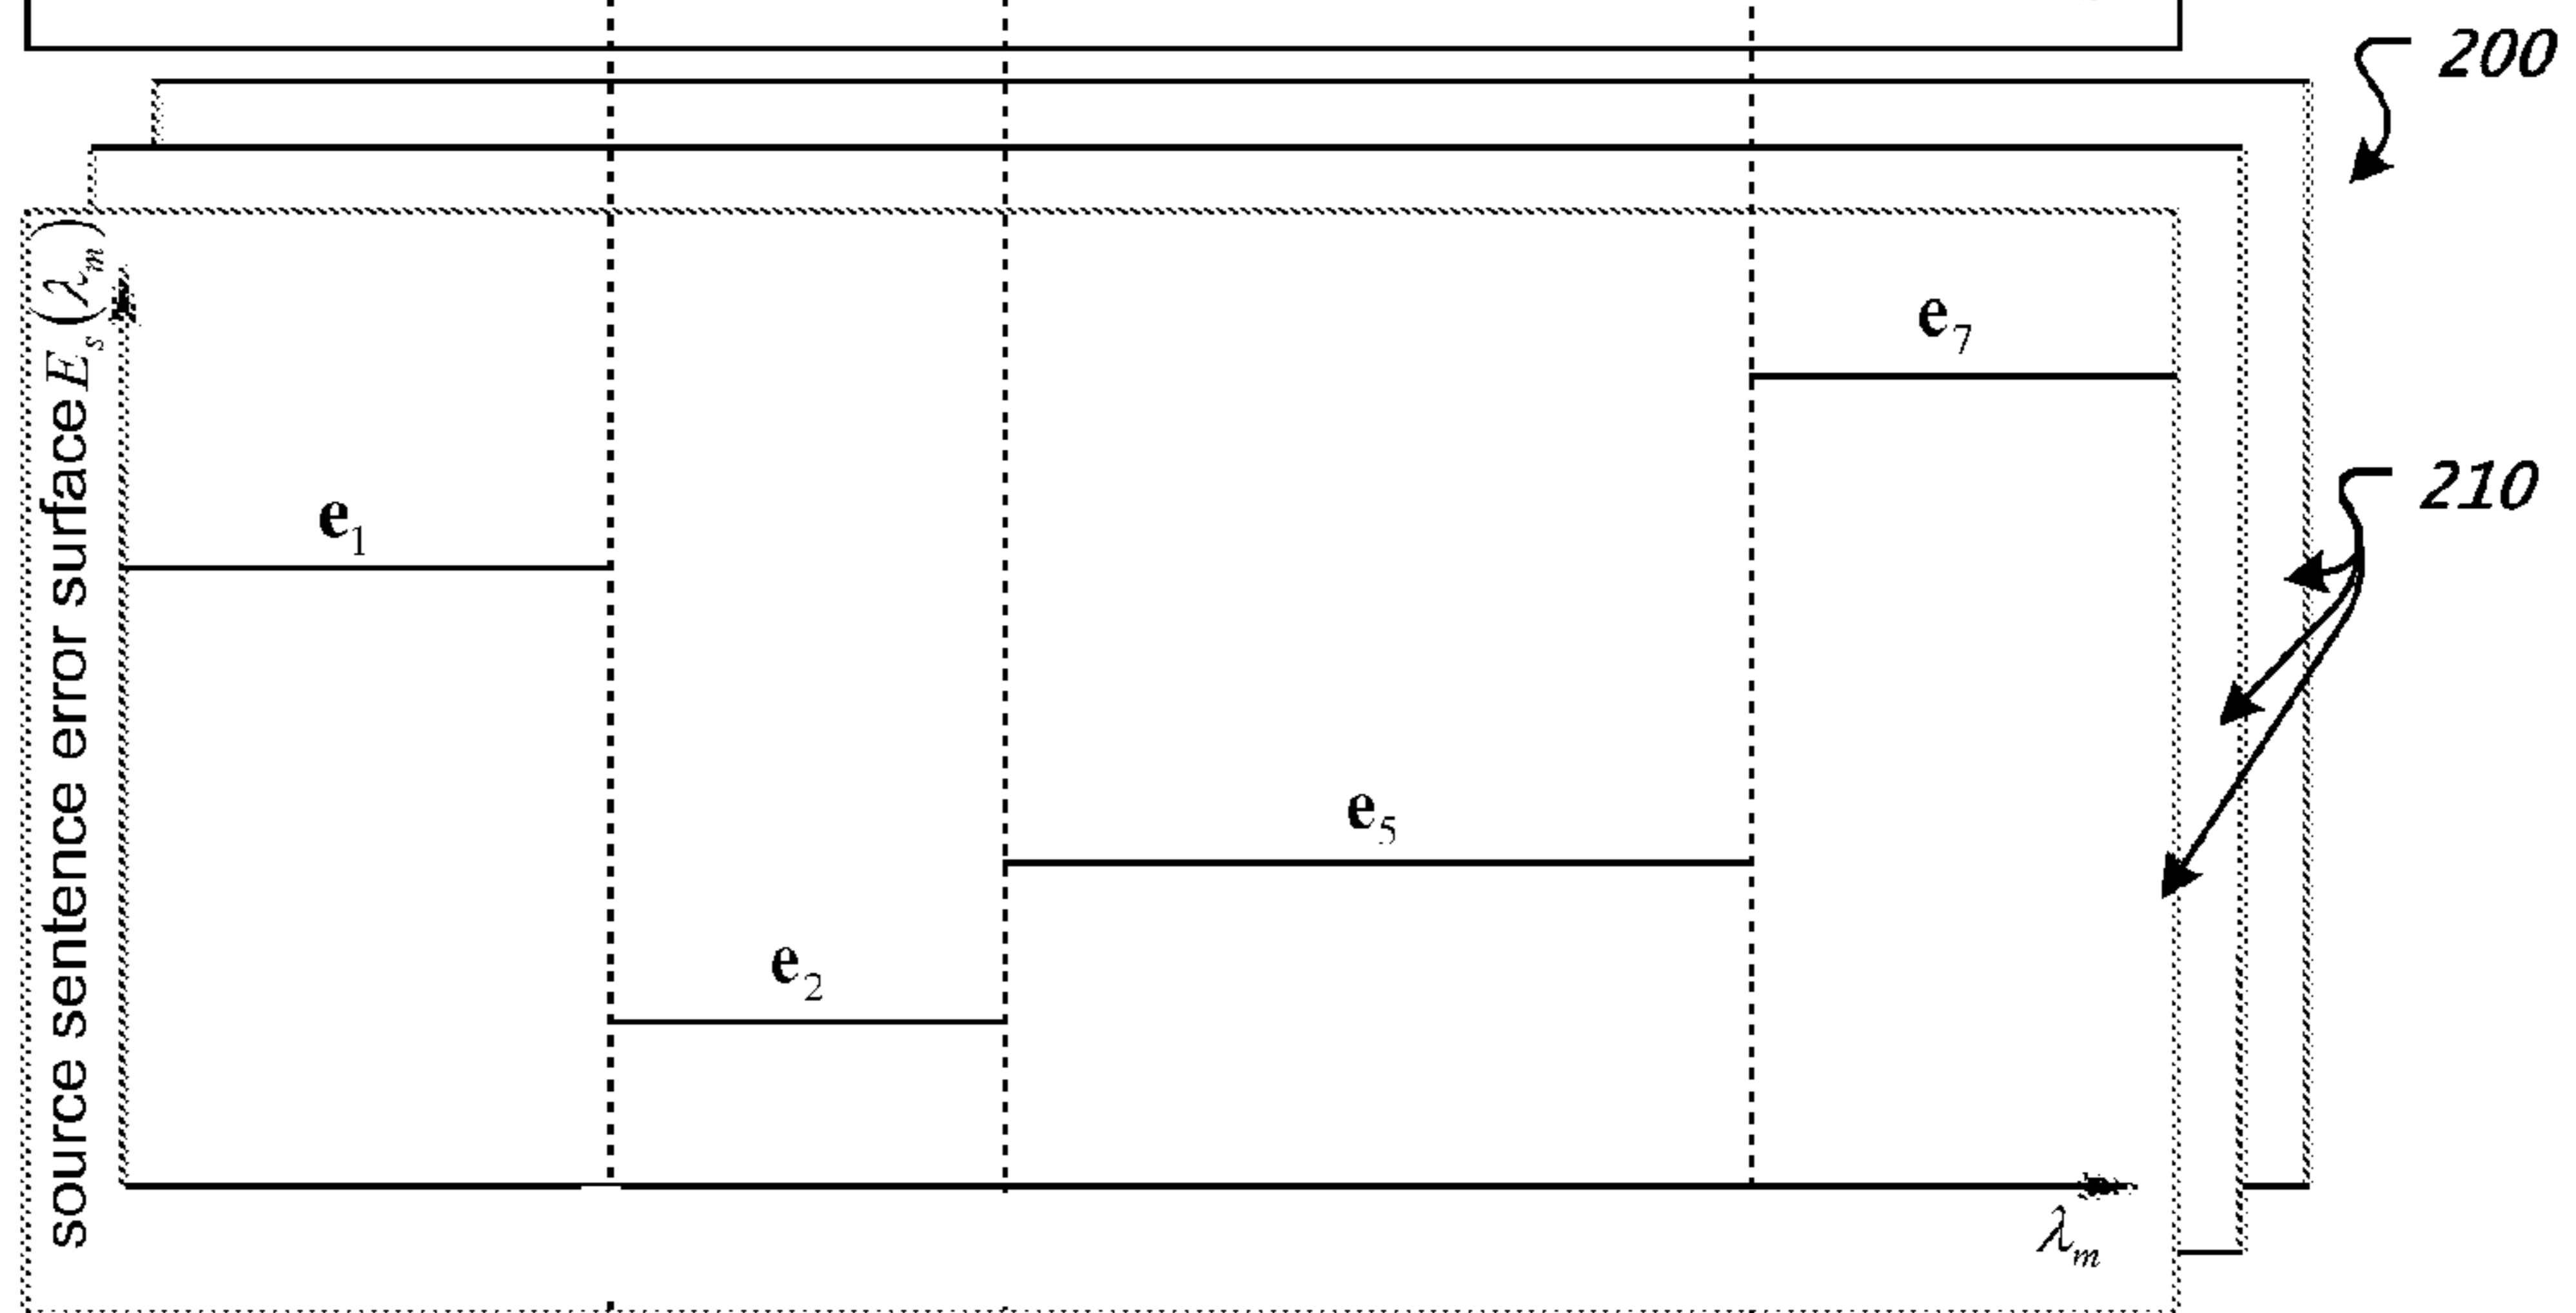 200
source sentence error surface E_s(λ_m)
e_7
210
e_1
e_5
e_2
λ_m